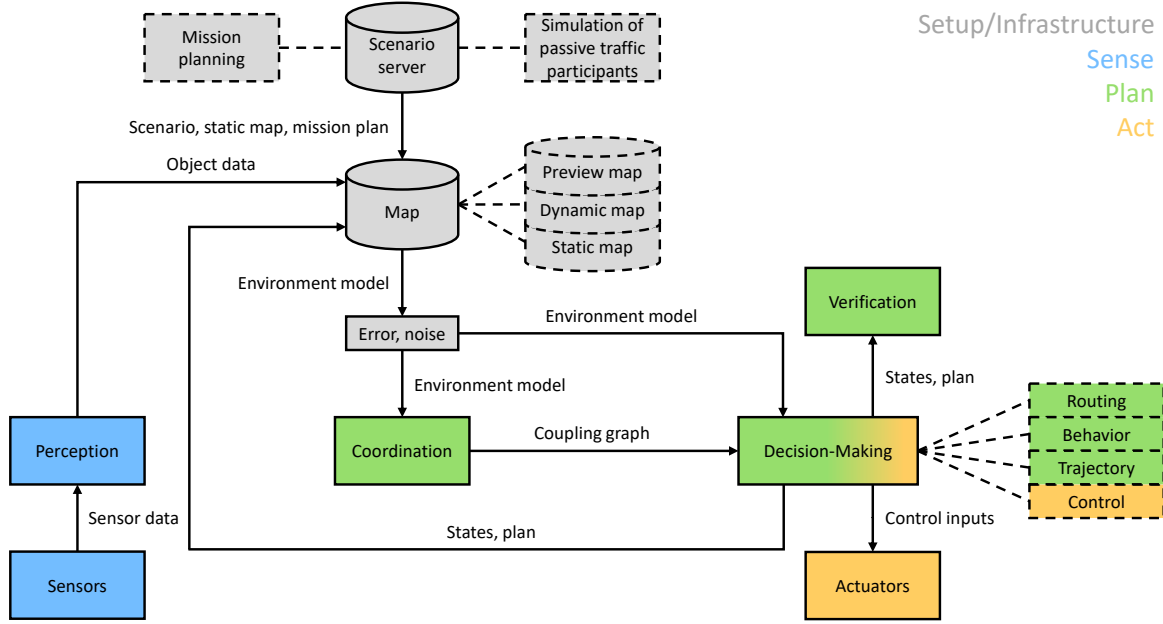 Setup/Infrastructure
Sense
Plan
Act
Mission
planning
Scenario
server
Simulation of
passive traffic
participants
Scenario, static map, mission plan
Object data
Map
Preview map
Dynamic map
Static map
Environment model
Error, noise
Environment model
Verification
Environment model
States, plan
Perception
Coordination
Coupling graph
Decision-Making
Routing
Behavior
Trajectory
Control
Sensor data
States, plan
Control inputs
Sensors
Actuators